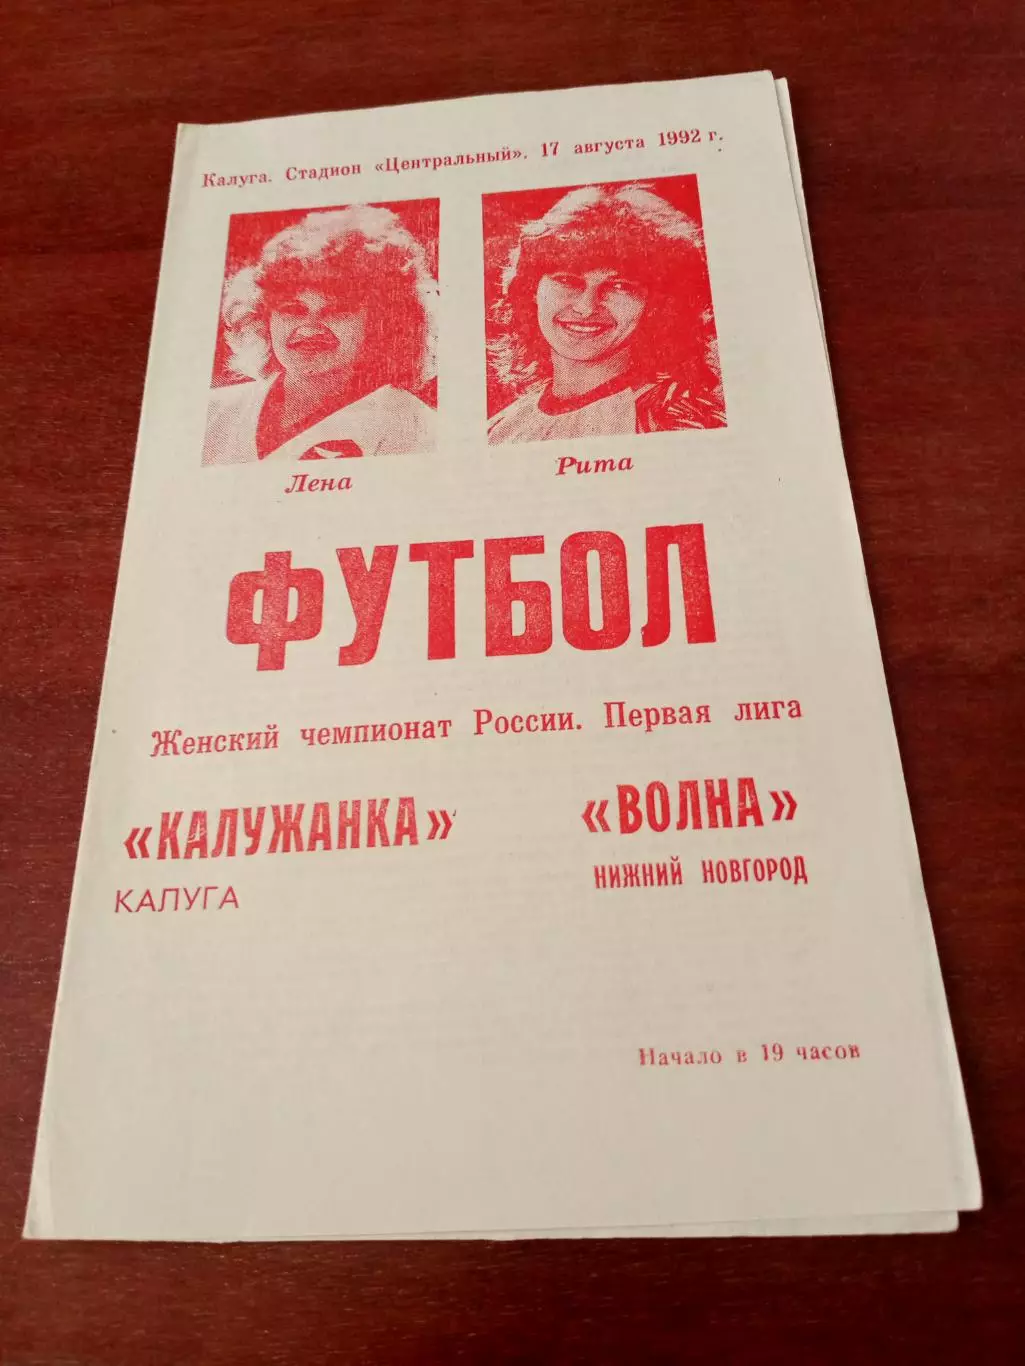 Калуга. Стадион «Центральный». 17 августа 1992 г.
Лена Рита
ФУТБОЛ
Женский чемпионат России. Первая лига
«КАЛУЖАНКА» «ВОЛНА»
КАЛУГА НИЖНИЙ НОВГОРОД
Начало в 19 часов